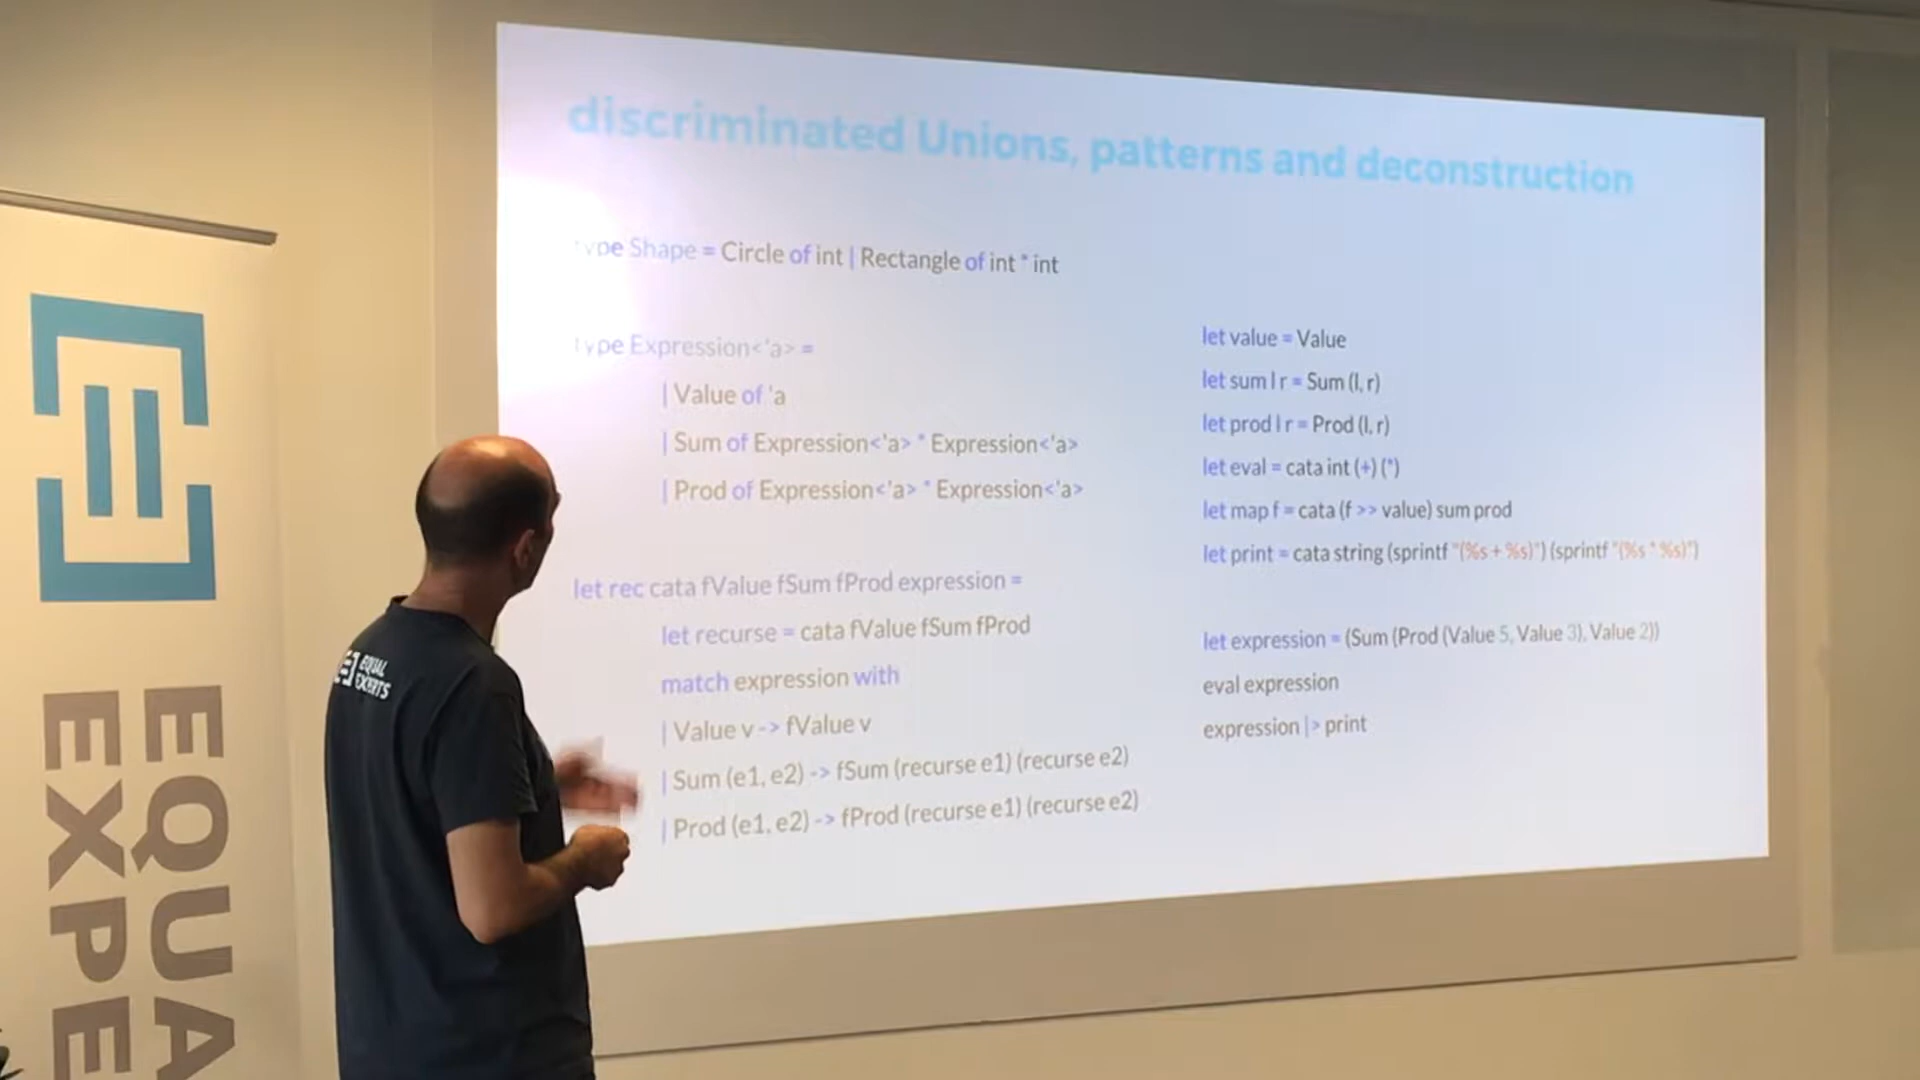 discriminated Unions, patterns and deconstruction
type Shape = Circle of int | Rectangle of int * int
type Expression<'a> =
| Value of 'a
| Sum of Expression<'a> * Expression<'a>
| Prod of Expression<'a> * Expression<'a>
let rec cata fValue fSum fProd expression =
let recurse = cata fValue fSum fProd
match expression with
| Value v -> fValue v
| Sum (e1, e2) -> fSum (recurse e1) (recurse e2)
| Prod (e1, e2) -> fProd (recurse e1) (recurse e2)
let value = Value
let sum l r = Sum (l, r)
let prod l r = Prod (l, r)
let eval = cata int (+) (*)
let map f = cata (f >> value) sum prod
let print = cata string (sprintf "(%s + %s)") (sprintf "(%s * %s)")
let expression = (Sum (Prod (Value 5, Value 3), Value 2))
eval expression
expression |> print
EQUAL
EXPERTS
EQUA
EXPE